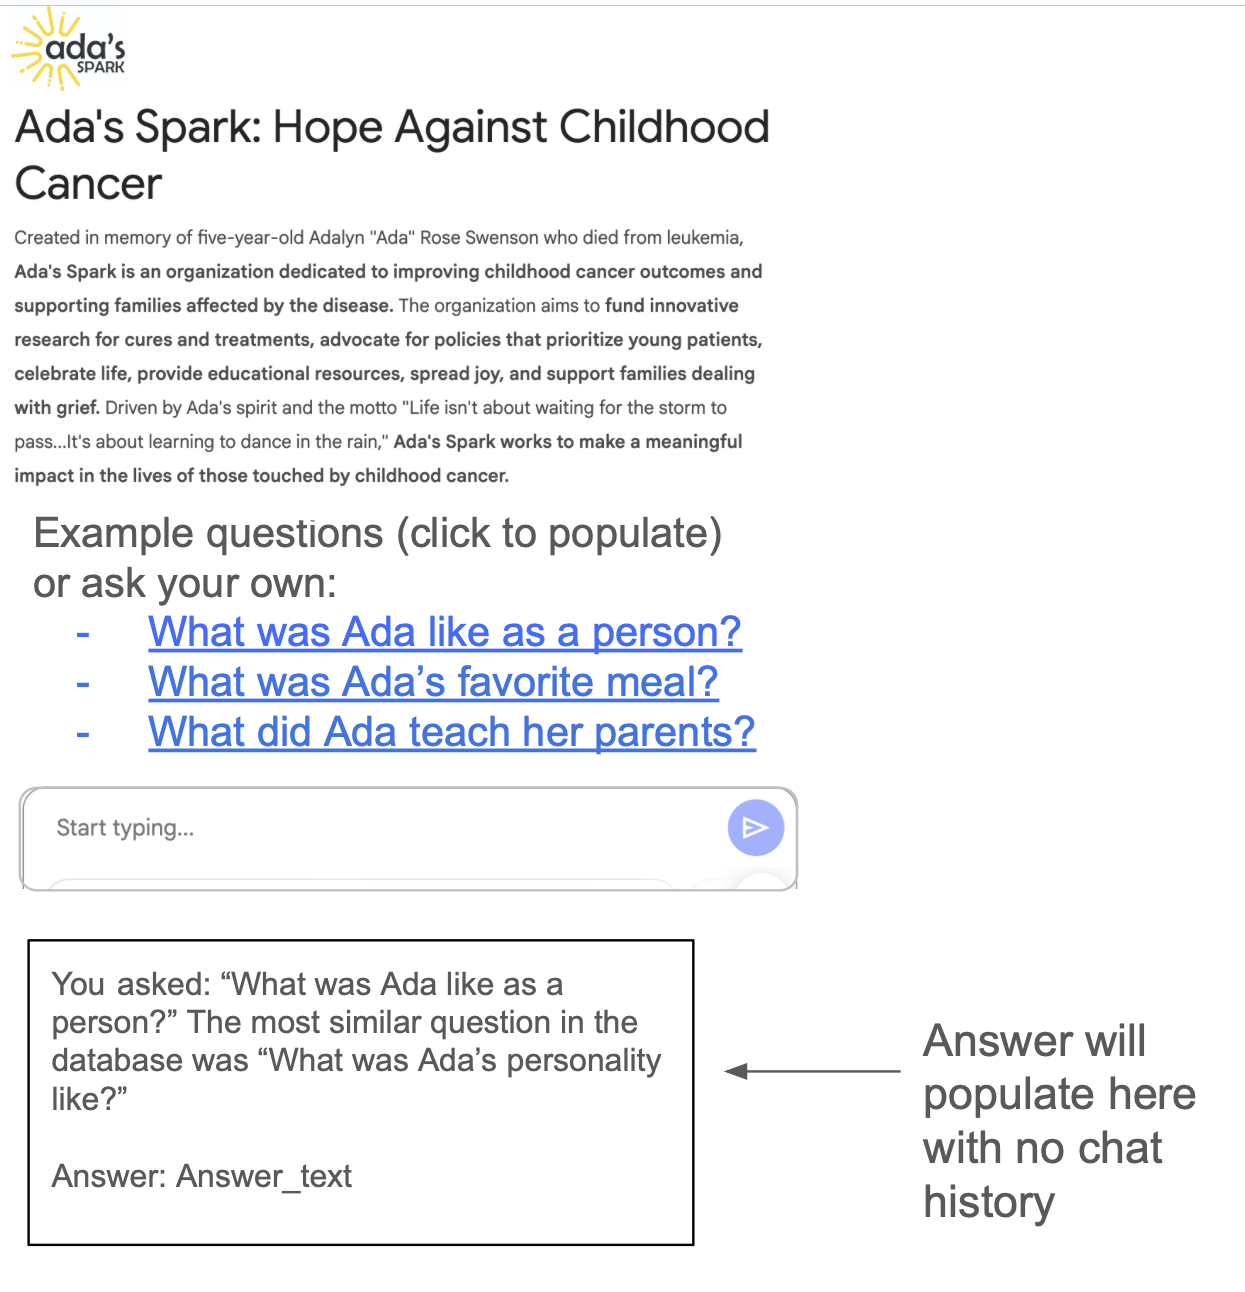 ada's
SPARK
Ada's Spark: Hope Against Childhood
Cancer
Created in memory of five-year-old Adalyn "Ada" Rose Swenson who died from leukemia,
Ada's Spark is an organization dedicated to improving childhood cancer outcomes and
supporting families affected by the disease. The organization aims to fund innovative
research for cures and treatments, advocate for policies that prioritize young patients,
celebrate life, provide educational resources, spread joy, and support families dealing
with grief. Driven by Ada's spirit and the motto "Life isn't about waiting for the storm to
pass...It's about learning to dance in the rain," Ada's Spark works to make a meaningful
impact in the lives of those touched by childhood cancer.
Example questions (click to populate)
or ask your own:
- What was Ada like as a person?
- What was Ada’s favorite meal?
- What did Ada teach her parents?
Start typing...
You asked: “What was Ada like as a
person?” The most similar question in the
database was “What was Ada’s personality
like?”
Answer: Answer_text
Answer will
populate here
with no chat
history